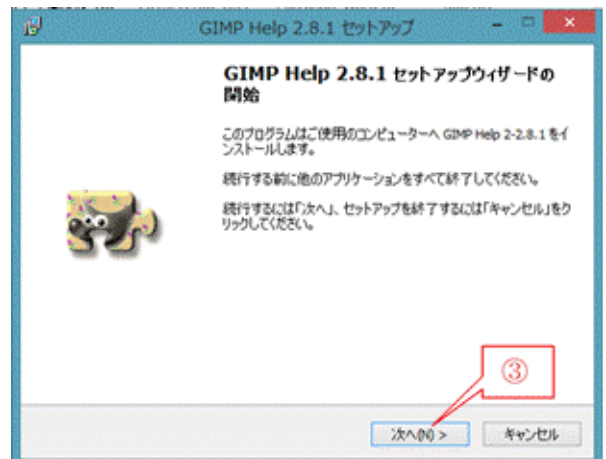 GIMP Help 2.8.1 セットアップ
GIMP Help 2.8.1 セットアップウィザードの
開始
このプログラムはご使用のコンピューターへ GIMP Help 2-2.8.1 をイ
ンストールします。
続行する前に他のアプリケーションをすべて終了してください。
続行するには「次へ」、セットアップを終了するには「キャンセル」をク
リックしてください。
③
次へ(N) >
キャンセル